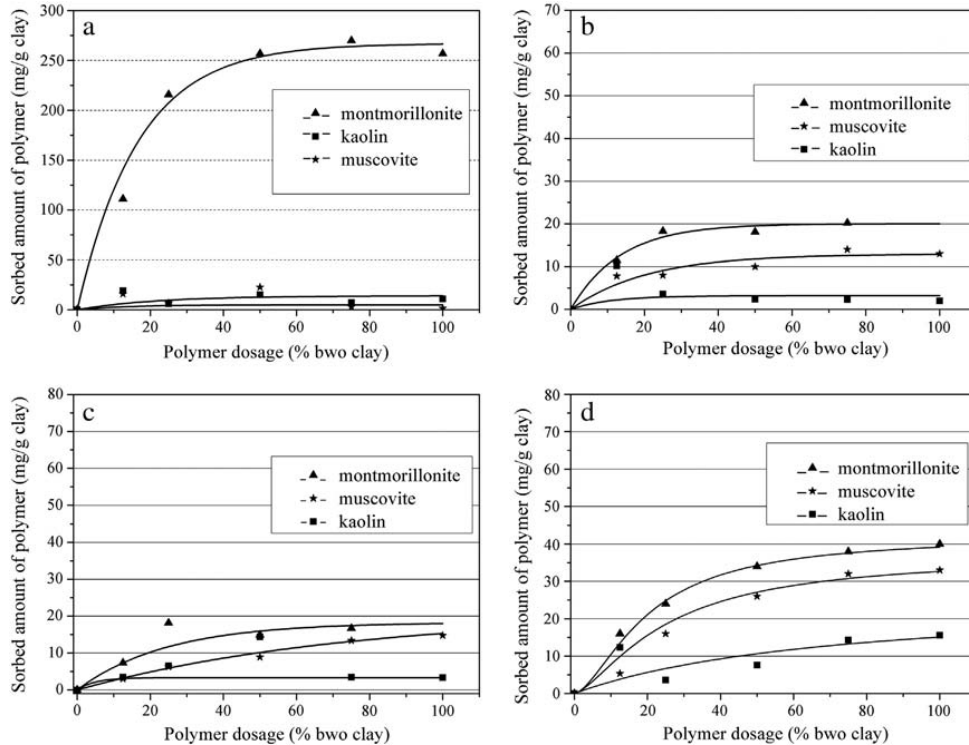 a
300
250
200
150
100
50
0
Sorbed amount of polymer (mg/g clay)
montmorillonite
kaolin
muscovite
0 20 40 60 80 100
Polymer dosage (% bwo clay)
b
70
60
50
40
30
20
10
0
Sorbed amount of polymer (mg/g clay)
montmorillonite
muscovite
kaolin
0 20 40 60 80 100
Polymer dosage (% bwo clay)
c
80
70
60
50
40
30
20
10
0
Sorbed amount of polymer (mg/g clay)
montmorillonite
muscovite
kaolin
0 20 40 60 80 100
Polymer dosage (% bwo clay)
d
80
70
60
50
40
30
20
10
0
Sorbed amount of polymer (mg/g clay)
montmorillonite
muscovite
kaolin
0 20 40 60 80 100
Polymer dosage (% bwo clay)